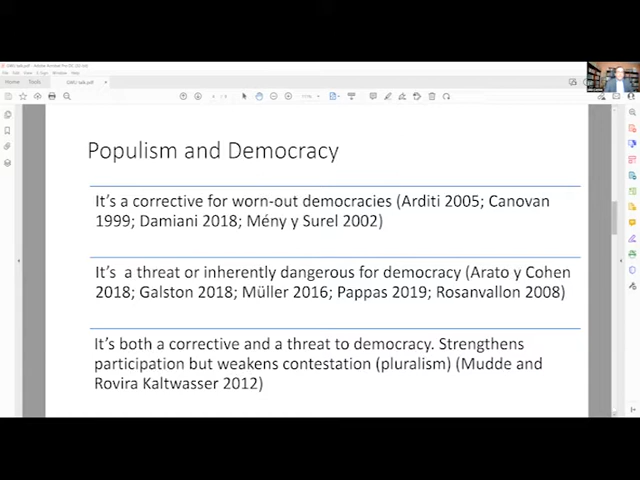 Home Tools
Populism and Democracy
It's a corrective for worn-out democracies (Arditi 2005; Canovan
1999; Damiani 2018; Mény y Surel 2002)
It's  a threat or inherently dangerous for democracy (Arato y Cohen
2018; Galston 2018; Müller 2016; Pappas 2019; Rosanvallon 2008)
It's both a corrective and a threat to democracy. Strengthens
participation but weakens contestation (pluralism) (Mudde and
Rovira Kaltwasser 2012)